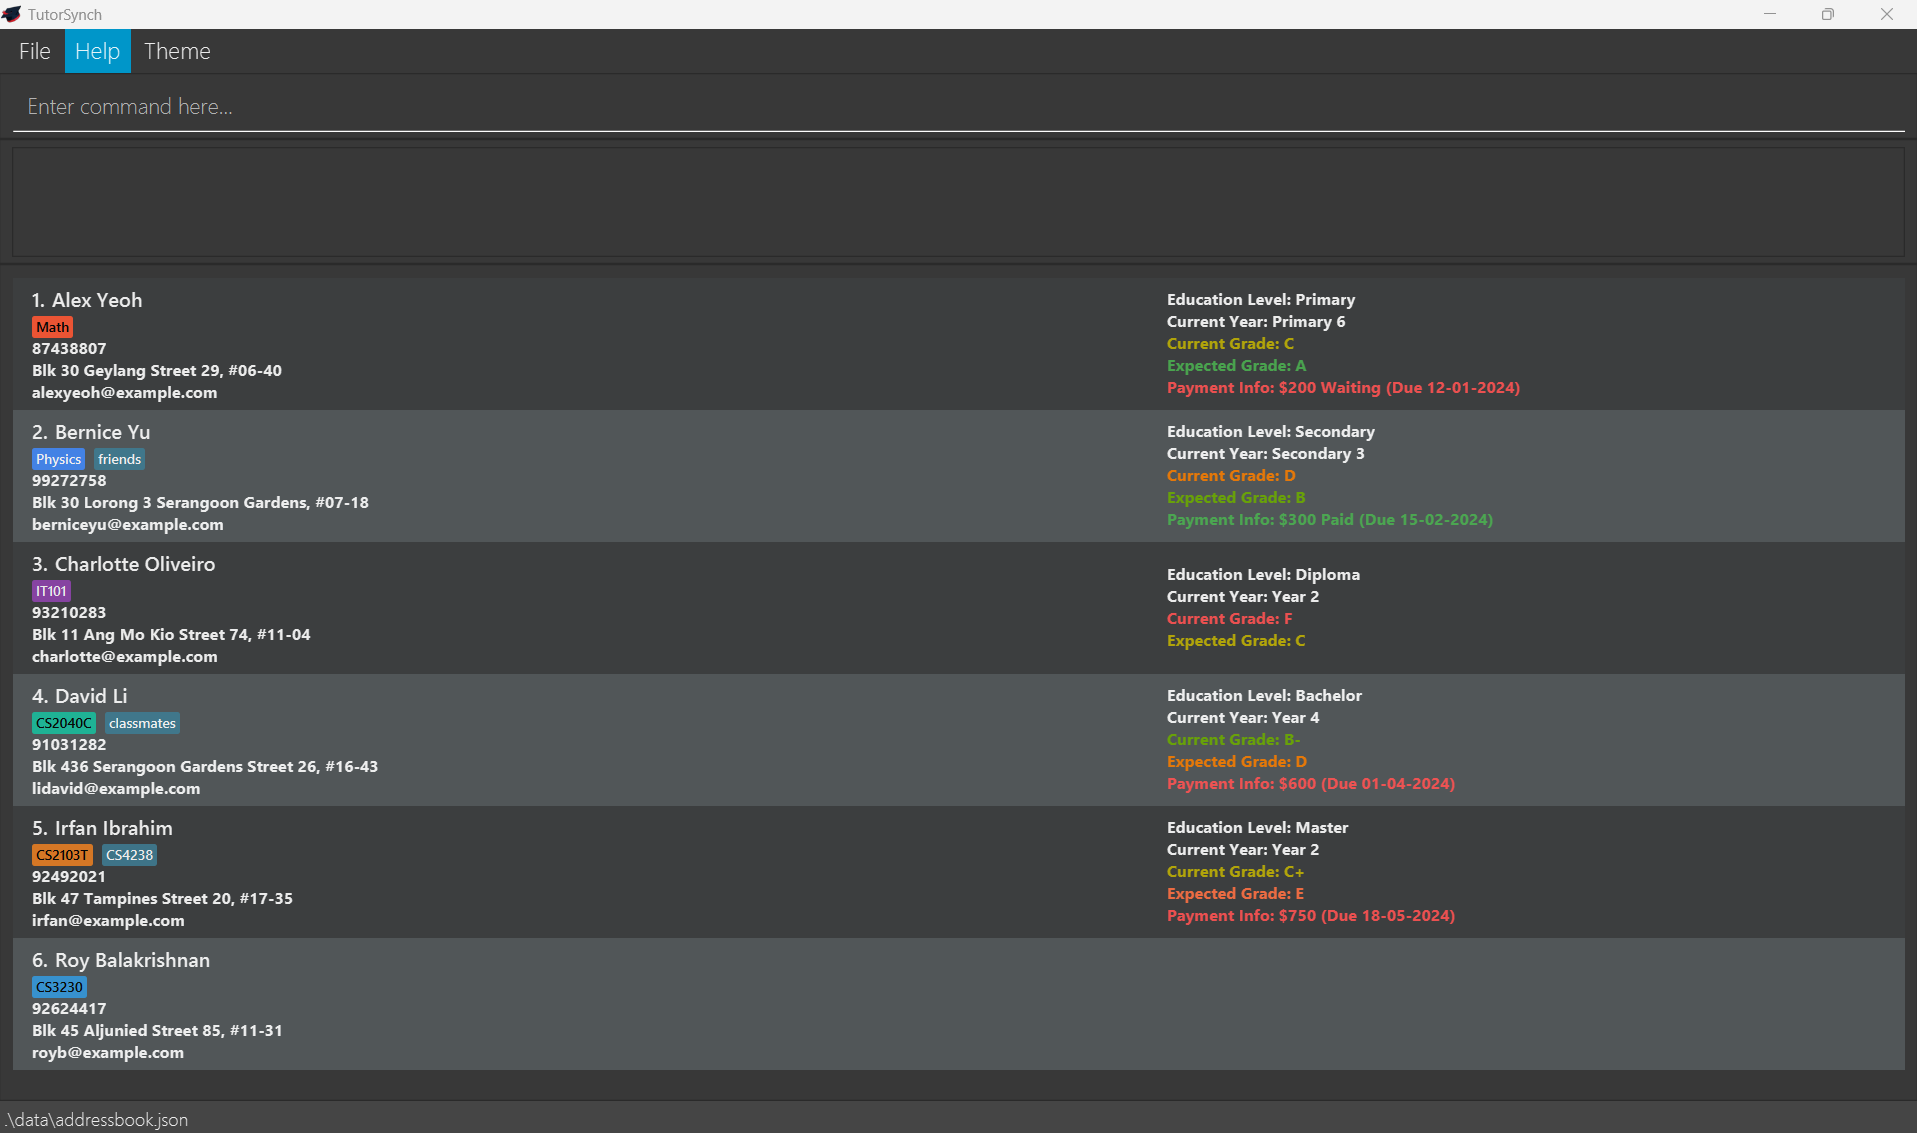 TutorSynch
File Help Theme
Enter command here...
1. Alex Yeoh
Math
87438807
Blk 30 Geylang Street 29, #06-40
alexyeoh@example.com
Education Level: Primary
Current Year: Primary 6
Current Grade: C
Expected Grade: A
Payment Info: $200 Waiting (Due 12-01-2024)
2. Bernice Yu
Physics friends
99272758
Blk 30 Lorong 3 Serangoon Gardens, #07-18
berniceyu@example.com
Education Level: Secondary
Current Year: Secondary 3
Current Grade: D
Expected Grade: B
Payment Info: $300 Paid (Due 15-02-2024)
3. Charlotte Oliveiro
IT101
93210283
Blk 11 Ang Mo Kio Street 74, #11-04
charlotte@example.com
Education Level: Diploma
Current Year: Year 2
Current Grade: F
Expected Grade: C
4. David Li
CS2040C classmates
91031282
Blk 436 Serangoon Gardens Street 26, #16-43
lidavid@example.com
Education Level: Bachelor
Current Year: Year 4
Current Grade: B-
Expected Grade: D
Payment Info: $600 (Due 01-04-2024)
5. Irfan Ibrahim
CS2103T CS4238
92492021
Blk 47 Tampines Street 20, #17-35
irfan@example.com
Education Level: Master
Current Year: Year 2
Current Grade: C+
Expected Grade: E
Payment Info: $750 (Due 18-05-2024)
6. Roy Balakrishnan
CS3230
92624417
Blk 45 Aljunied Street 85, #11-31
royb@example.com
.\data\addressbook.json